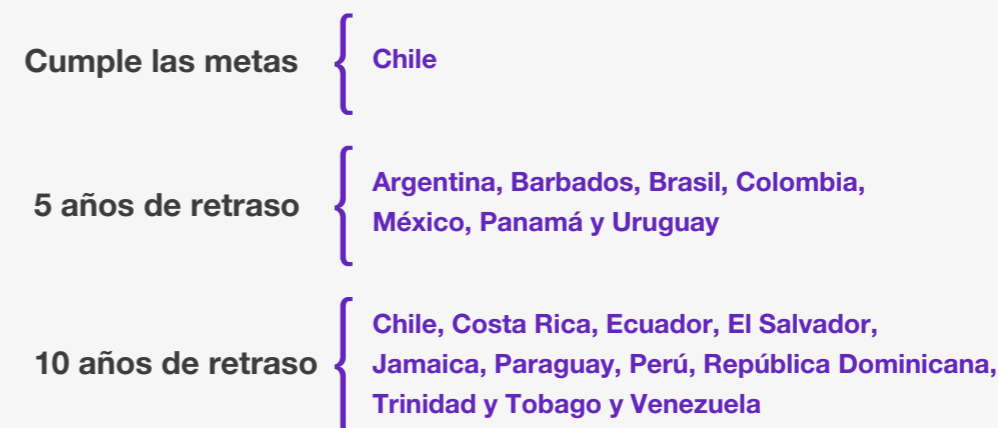 Cumple las metas
Chile
5 años de retraso
Argentina, Barbados, Brasil, Colombia,
México, Panamá y Uruguay
10 años de retraso
Chile, Costa Rica, Ecuador, El Salvador,
Jamaica, Paraguay, Perú, República Dominicana,
Trinidad y Tobago y Venezuela